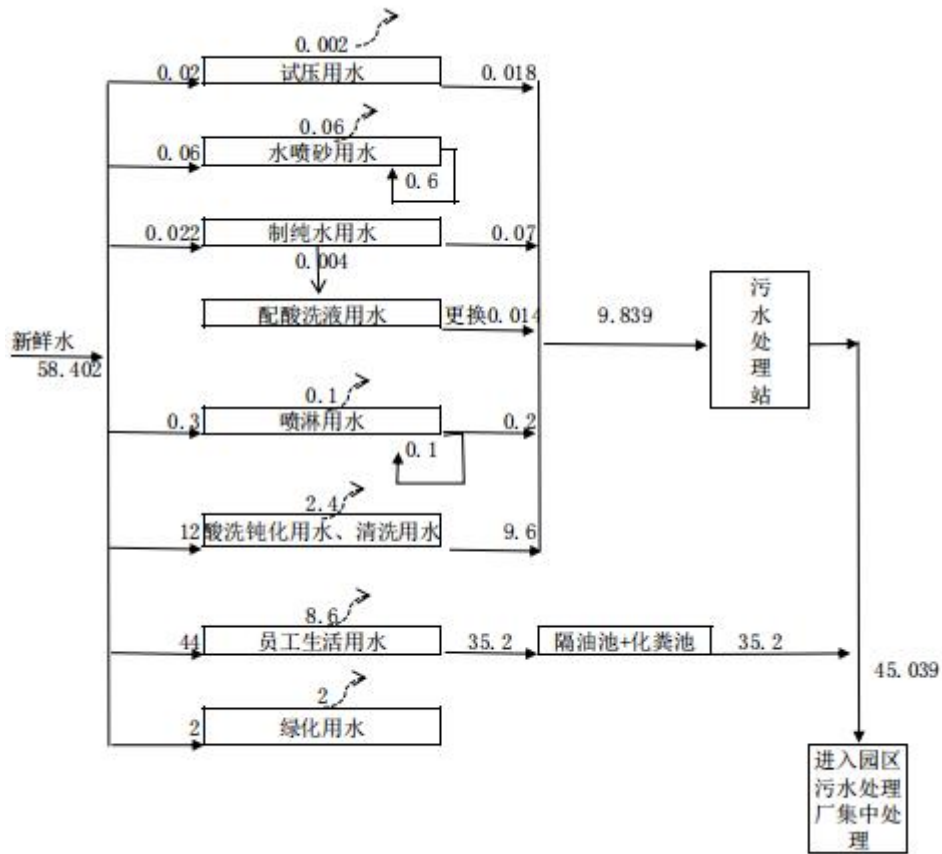 0.002
0.02
试压用水
0.018
0.06
0.06
水喷砂用水
0.6
0.022
制纯水用水
0.07
0.004
配酸洗液用水
更换0.014
9.839
污水处理站
新鲜水
58.402
0.1
0.3
喷淋用水
0.2
0.1
2.4
12
酸洗钝化用水、清洗用水
9.6
8.6
44
员工生活用水
35.2
隔油池+化粪池
35.2
45.039
2
2
绿化用水
进入园区
污水处理
厂集中处
理